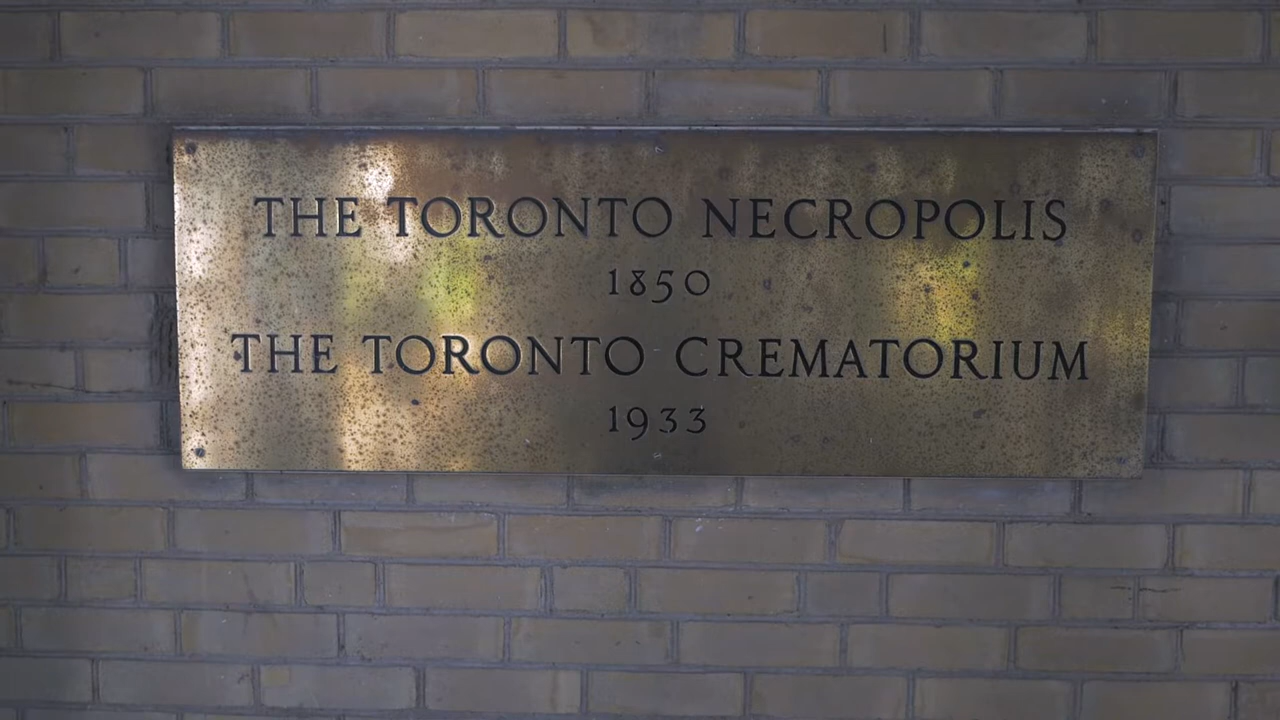 THE TORONTO NECROPOLIS
1850
THE TORONTO CREMATORIUM
1933